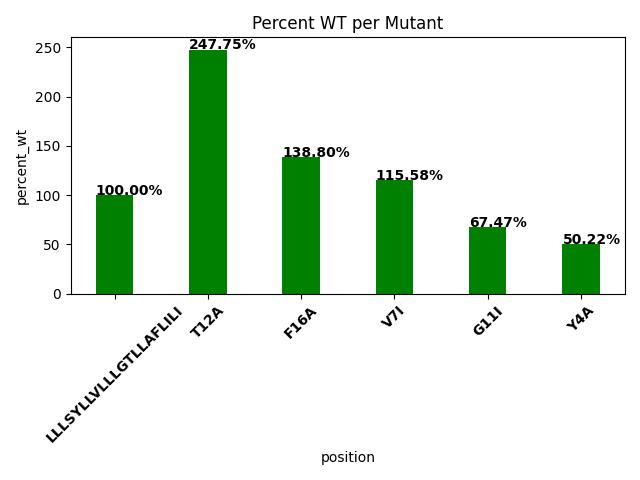 Percent WT per Mutant
percent_wt
250
200
150
100
50
0
100.00%
247.75%
138.80%
115.58%
67.47%
50.22%
LLLSYLLVLLLGTLLAFLILI
T12A
F16A
V7I
G11I
Y4A
position